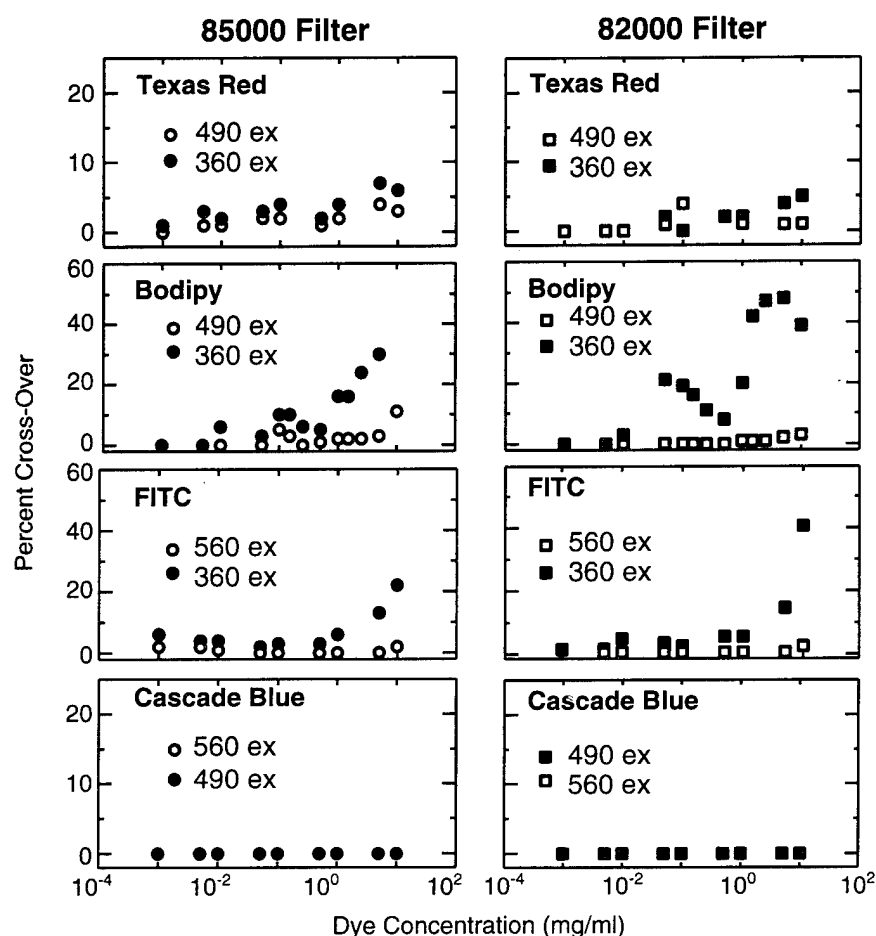 85000 Filter
82000 Filter
Percent Cross-Over
20
10
0
Texas Red
490 ex
360 ex
Texas Red
490 ex
360 ex
60
40
20
0
Bodipy
490 ex
360 ex
Bodipy
490 ex
360 ex
60
40
20
0
FITC
560 ex
360 ex
FITC
560 ex
360 ex
20
10
0
Cascade Blue
560 ex
490 ex
Cascade Blue
490 ex
560 ex
10⁻⁴ 10⁻² 10⁰ 10²
10⁻² 10⁰ 10²
Dye Concentration (mg/ml)